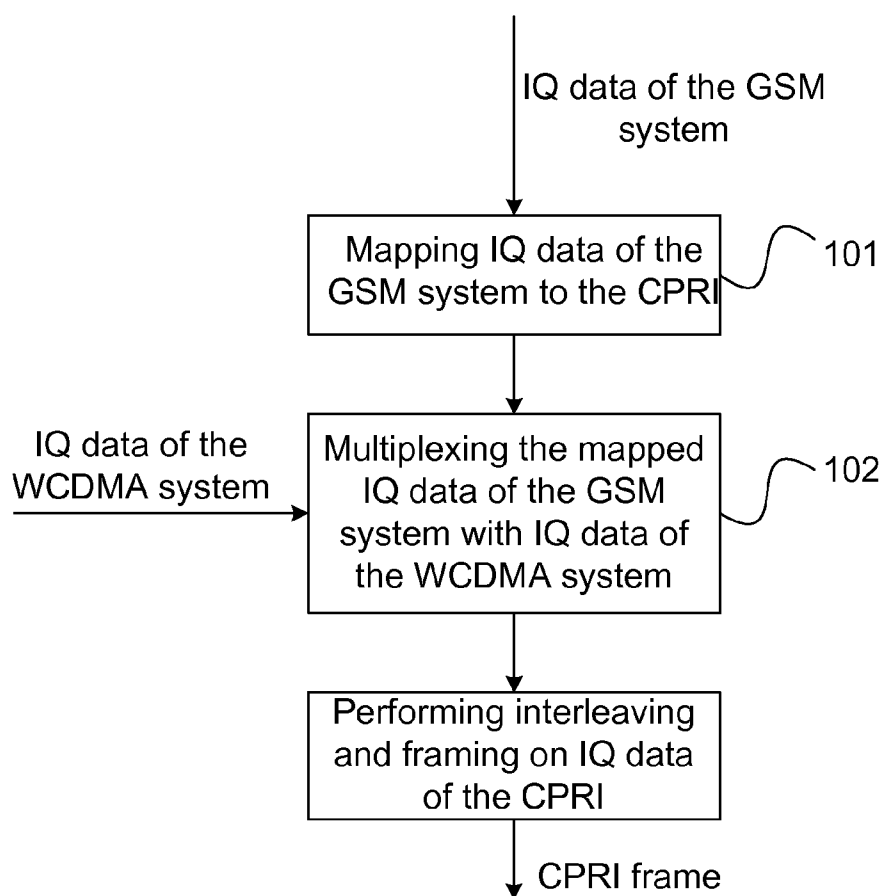 IQ data of the GSM
system
Mapping IQ data of the
GSM system to the CPRI
101
IQ data of the
WCDMA system
Multiplexing the mapped
IQ data of the GSM
system with IQ data of
the WCDMA system
102
Performing interleaving
and framing on IQ data
of the CPRI
CPRI frame